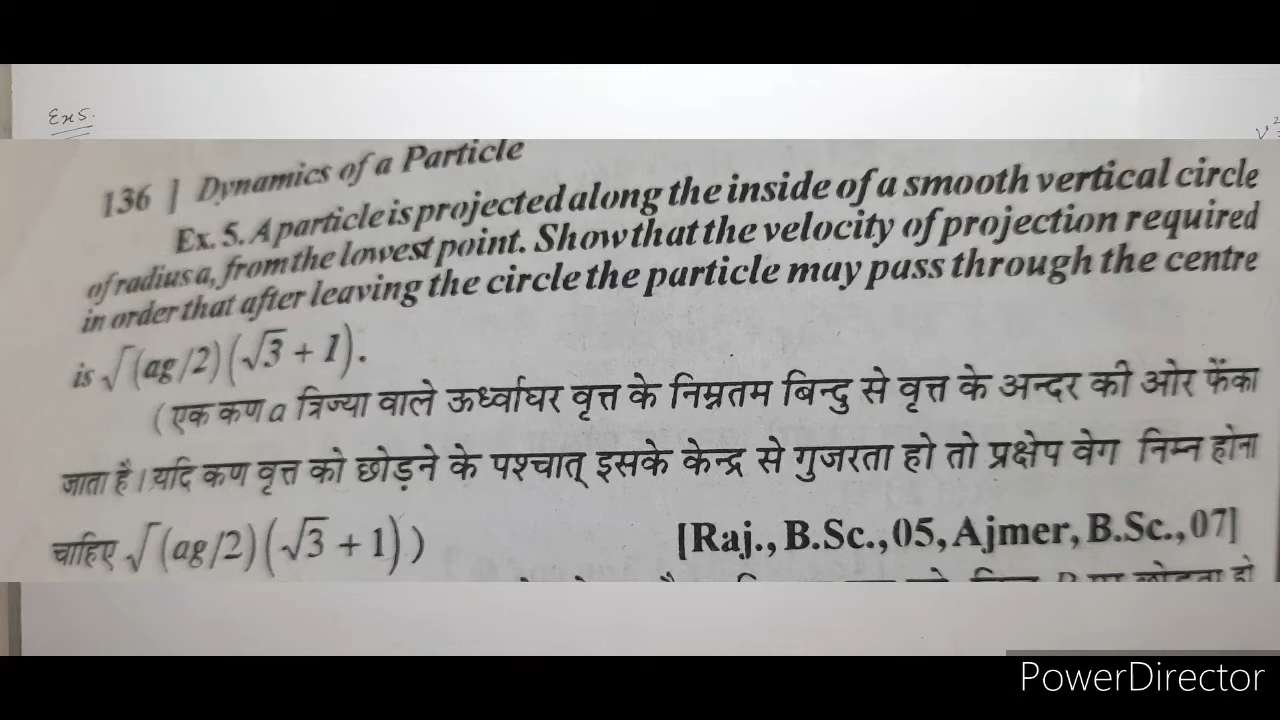 Ex 5.
v²
136 | Dynamics of a Particle
Ex. 5. A particle is projected along the inside of a smooth vertical circle
of radius a, from the lowest point. Show that the velocity of projection required
in order that after leaving the circle the particle may pass through the centre
is √(ag/2)(√3 + 1).
(एक कण a त्रिज्या वाले ऊर्ध्वाधर वृत्त के निम्नतम बिन्दु से वृत्त के अन्दर की ओर फेंका
जाता है। यदि कण वृत्त को छोड़ने के पश्चात् इसके केन्द्र से गुजरता हो तो प्रक्षेप वेग निम्न होना
चाहिए √(ag/2)(√3 + 1))
[Raj., B.Sc., 05, Ajmer, B.Sc., 07]
PowerDirector